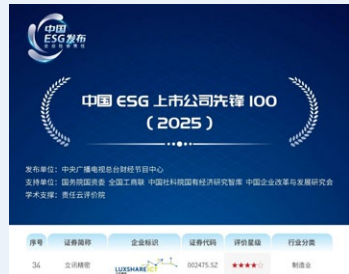 中国
ESG发布
中国 ESG 上市公司先锋 100
（2025）
发布单位：中央广播电视总台财经节目中心
支持单位：国务院国资委 全国工商联 中国社科院国有经济研究智库 中国企业改革与发展研究会
学术支撑：责任云评价院
序号 证券简称 企业标识 证券代码 评价星级 行业分类
34 立讯精密 LUXSHARE ICT 002475.SZ ★★★★☆ 制造业